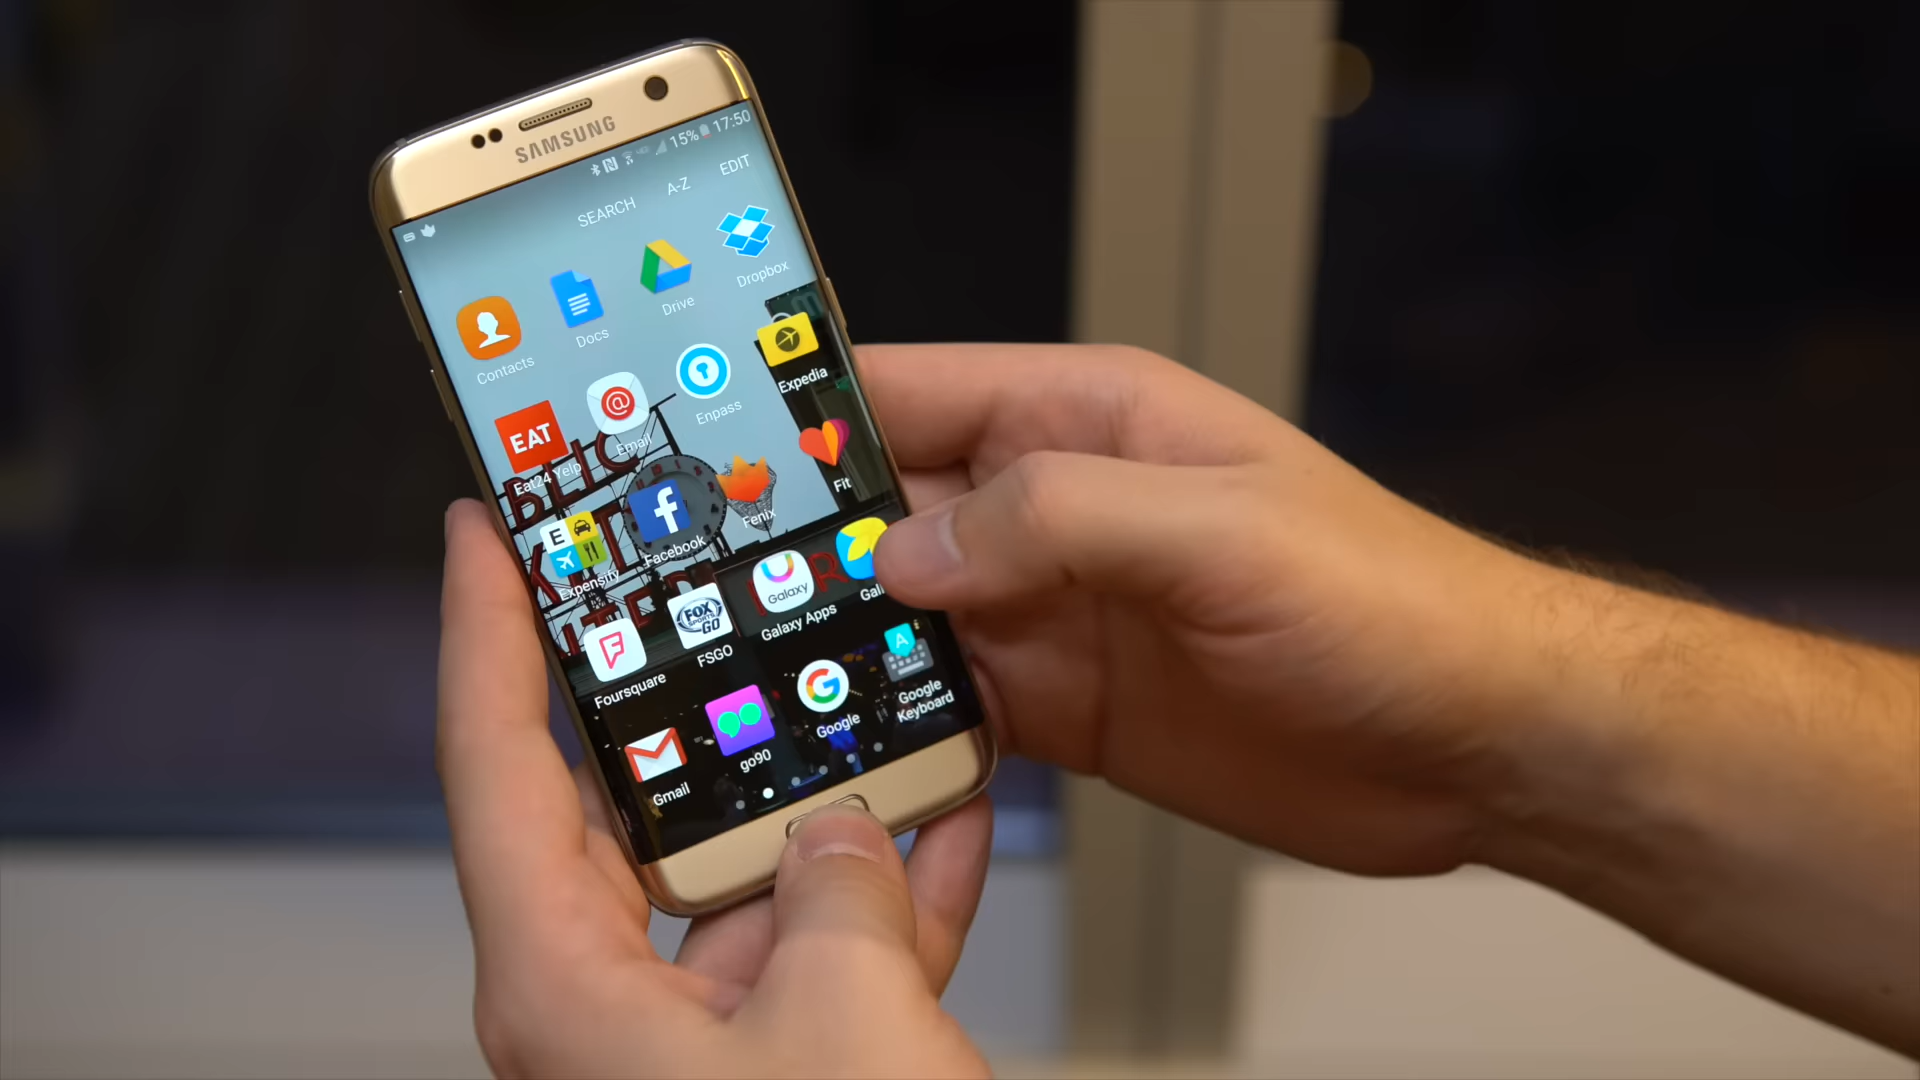 SAMSUNG
15% 17:50
SEARCH A-Z EDIT
Contacts
Docs
Drive
Dropbox
EAT
Eat24 Yelp
@
Email
Enpass
Expedia
E
Expensify
f
Facebook
Fenix
Fit
Foursquare
FOX
SPORTS
GO
FSGO
Galaxy
Galaxy Apps
Gmail
go90
G
Google
A
Google
Keyboard